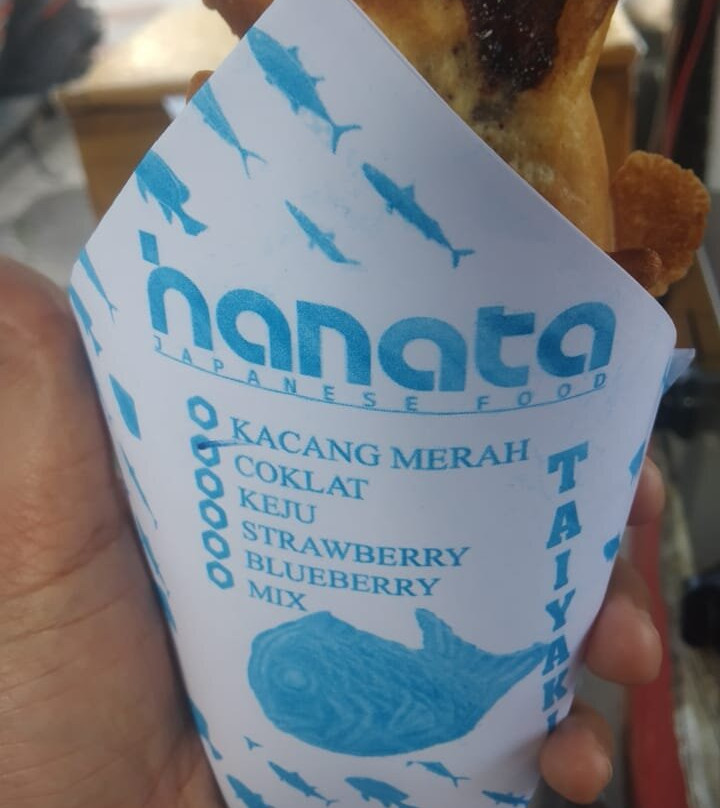 nanata
JAPANESE FOOD
KACANG MERAH
COKLAT
KEJU
STRAWBERRY
BLUEBERRY
MIX
TAIYAKI